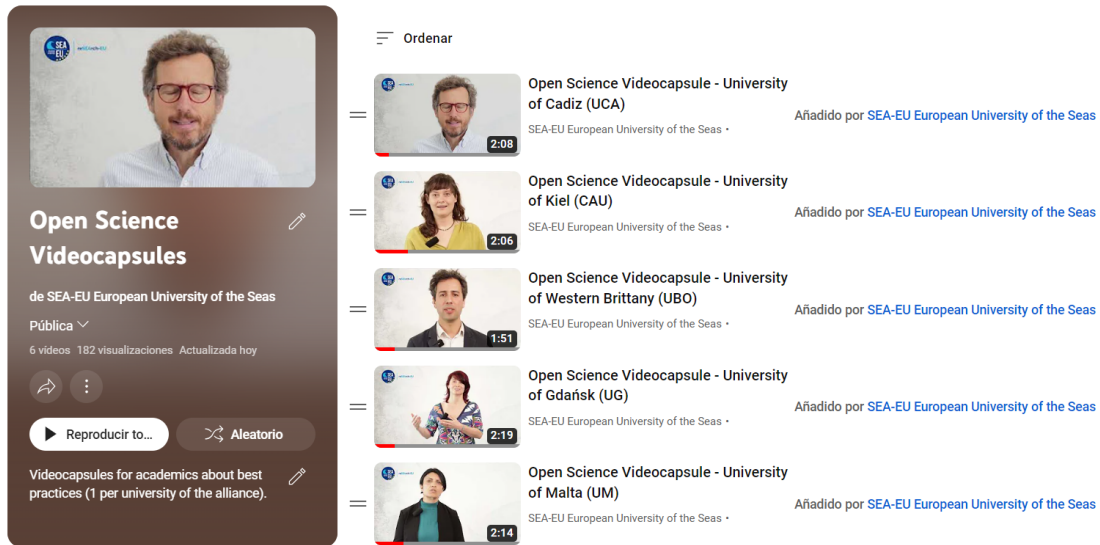 SEA
EU
reSEArch-EU
Open Science
Videocapsules
de SEA-EU European University of the Seas
Pública
6 vídeos 182 visualizaciones Actualizada hoy
Reproducir to...
Aleatorio
Videocapsules for academics about best
practices (1 per university of the alliance).
Ordenar
2:08
Open Science Videocapsule - University
of Cadiz (UCA)
SEA-EU European University of the Seas •
Añadido por SEA-EU European University of the Seas
2:06
Open Science Videocapsule - University
of Kiel (CAU)
SEA-EU European University of the Seas •
Añadido por SEA-EU European University of the Seas
1:51
Open Science Videocapsule - University
of Western Brittany (UBO)
SEA-EU European University of the Seas •
Añadido por SEA-EU European University of the Seas
2:19
Open Science Videocapsule - University
of Gdańsk (UG)
SEA-EU European University of the Seas •
Añadido por SEA-EU European University of the Seas
2:14
Open Science Videocapsule - University
of Malta (UM)
SEA-EU European University of the Seas •
Añadido por SEA-EU European University of the Seas